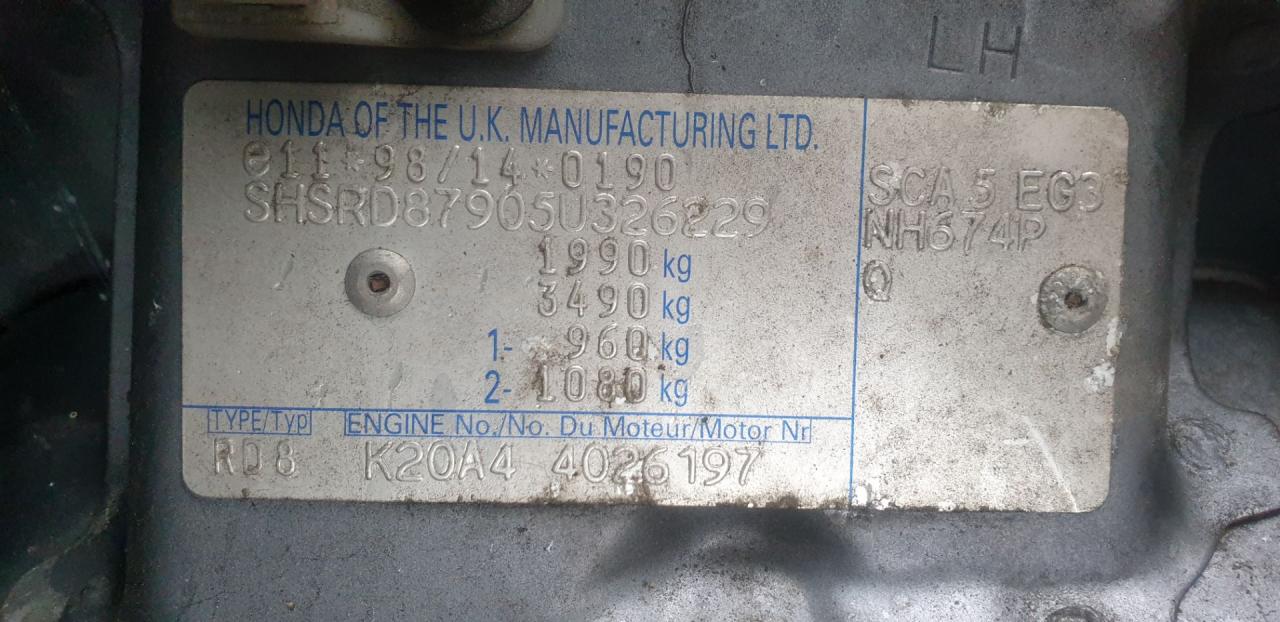 LH
HONDA OF THE U.K. MANUFACTURING LTD.
e11*98/14*0190
SHSRD87905U326229
1990 kg
3490 kg
1- 960 kg
2- 1080 kg
TYPE/Typ ENGINE No./No. Du Moteur/Motor Nr
RD8 K20A4 4026197
SCA 5 EG3
NH674P
Q